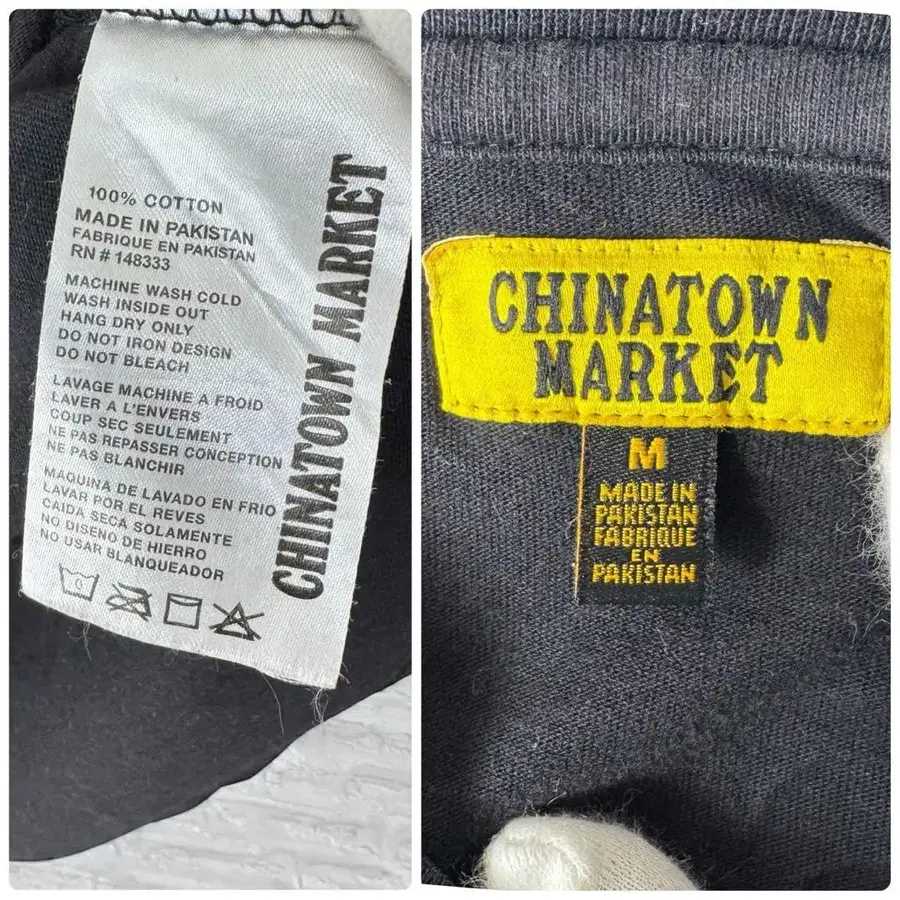 100% COTTON
MADE IN PAKISTAN
FABRIQUE EN PAKISTAN
RN # 148333
MACHINE WASH COLD
WASH INSIDE OUT
HANG DRY ONLY
DO NOT IRON DESIGN
DO NOT BLEACH
LAVAGE MACHINE A FROID
LAVER A L'ENVERS
COUP SEC SEULEMENT
NE PAS REPASSER CONCEPTION
NE PAS BLANCHIR
MAQUINA DE LAVADO EN FRIO
LAVAR POR EL REVES
CAIDA SECA SOLAMENTE
NO DISENO DE HIERRO
NO USAR BLANQUEADOR
CHINATOWN MARKET
CHINATOWN
MARKET
M
MADE IN
PAKISTAN
FABRIQUE
EN
PAKISTAN